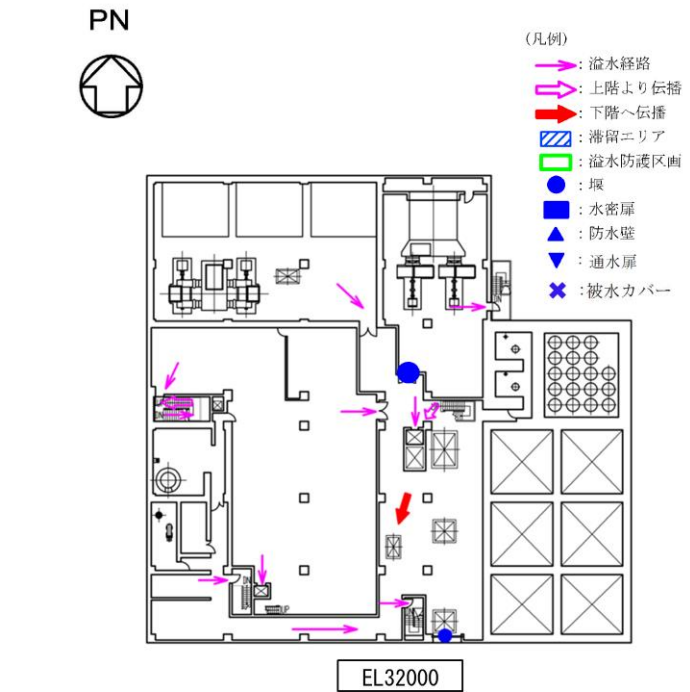 PN
(凡例)
: 溢水経路
: 上階より伝播
: 下階へ伝播
: 滞留エリア
: 溢水防護区画
: 堰
: 水密扉
: 防水壁
: 通水扉
: 被水カバー
DN
UP
EL32000